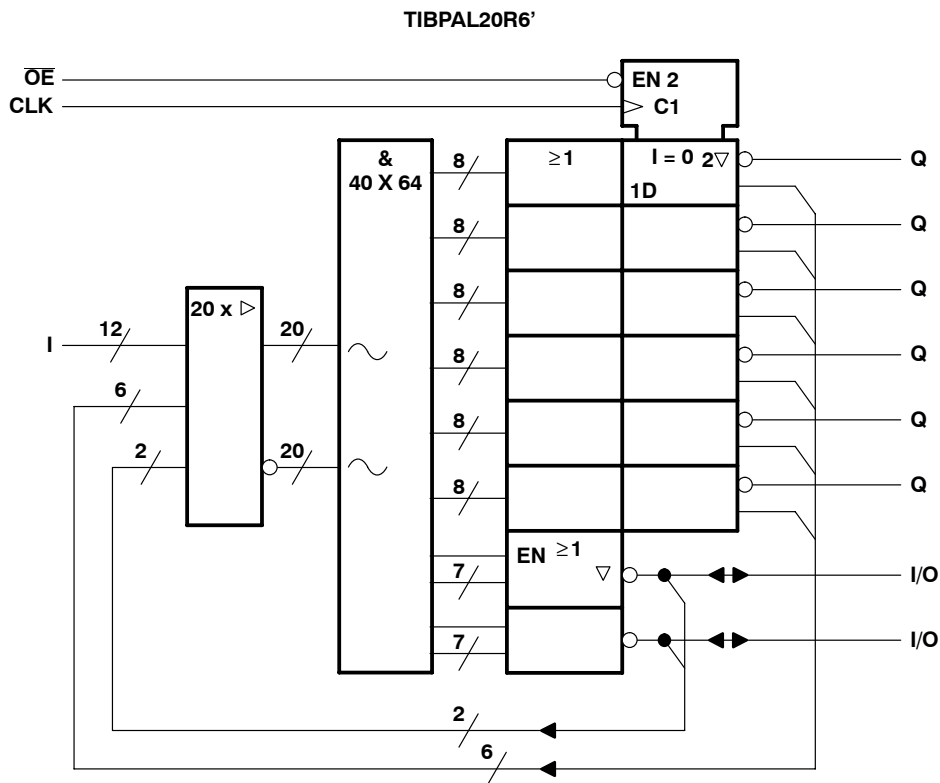 TIBPAL20R6’
OE
CLK
EN 2
C1
&
40 X 64
8
≥1
I = 0 2▽
1D
Q
8
Q
8
Q
20 x ▷
I
12
20
8
Q
6
8
Q
2
20
8
Q
EN ≥1
▽
7
I/O
7
I/O
2
6